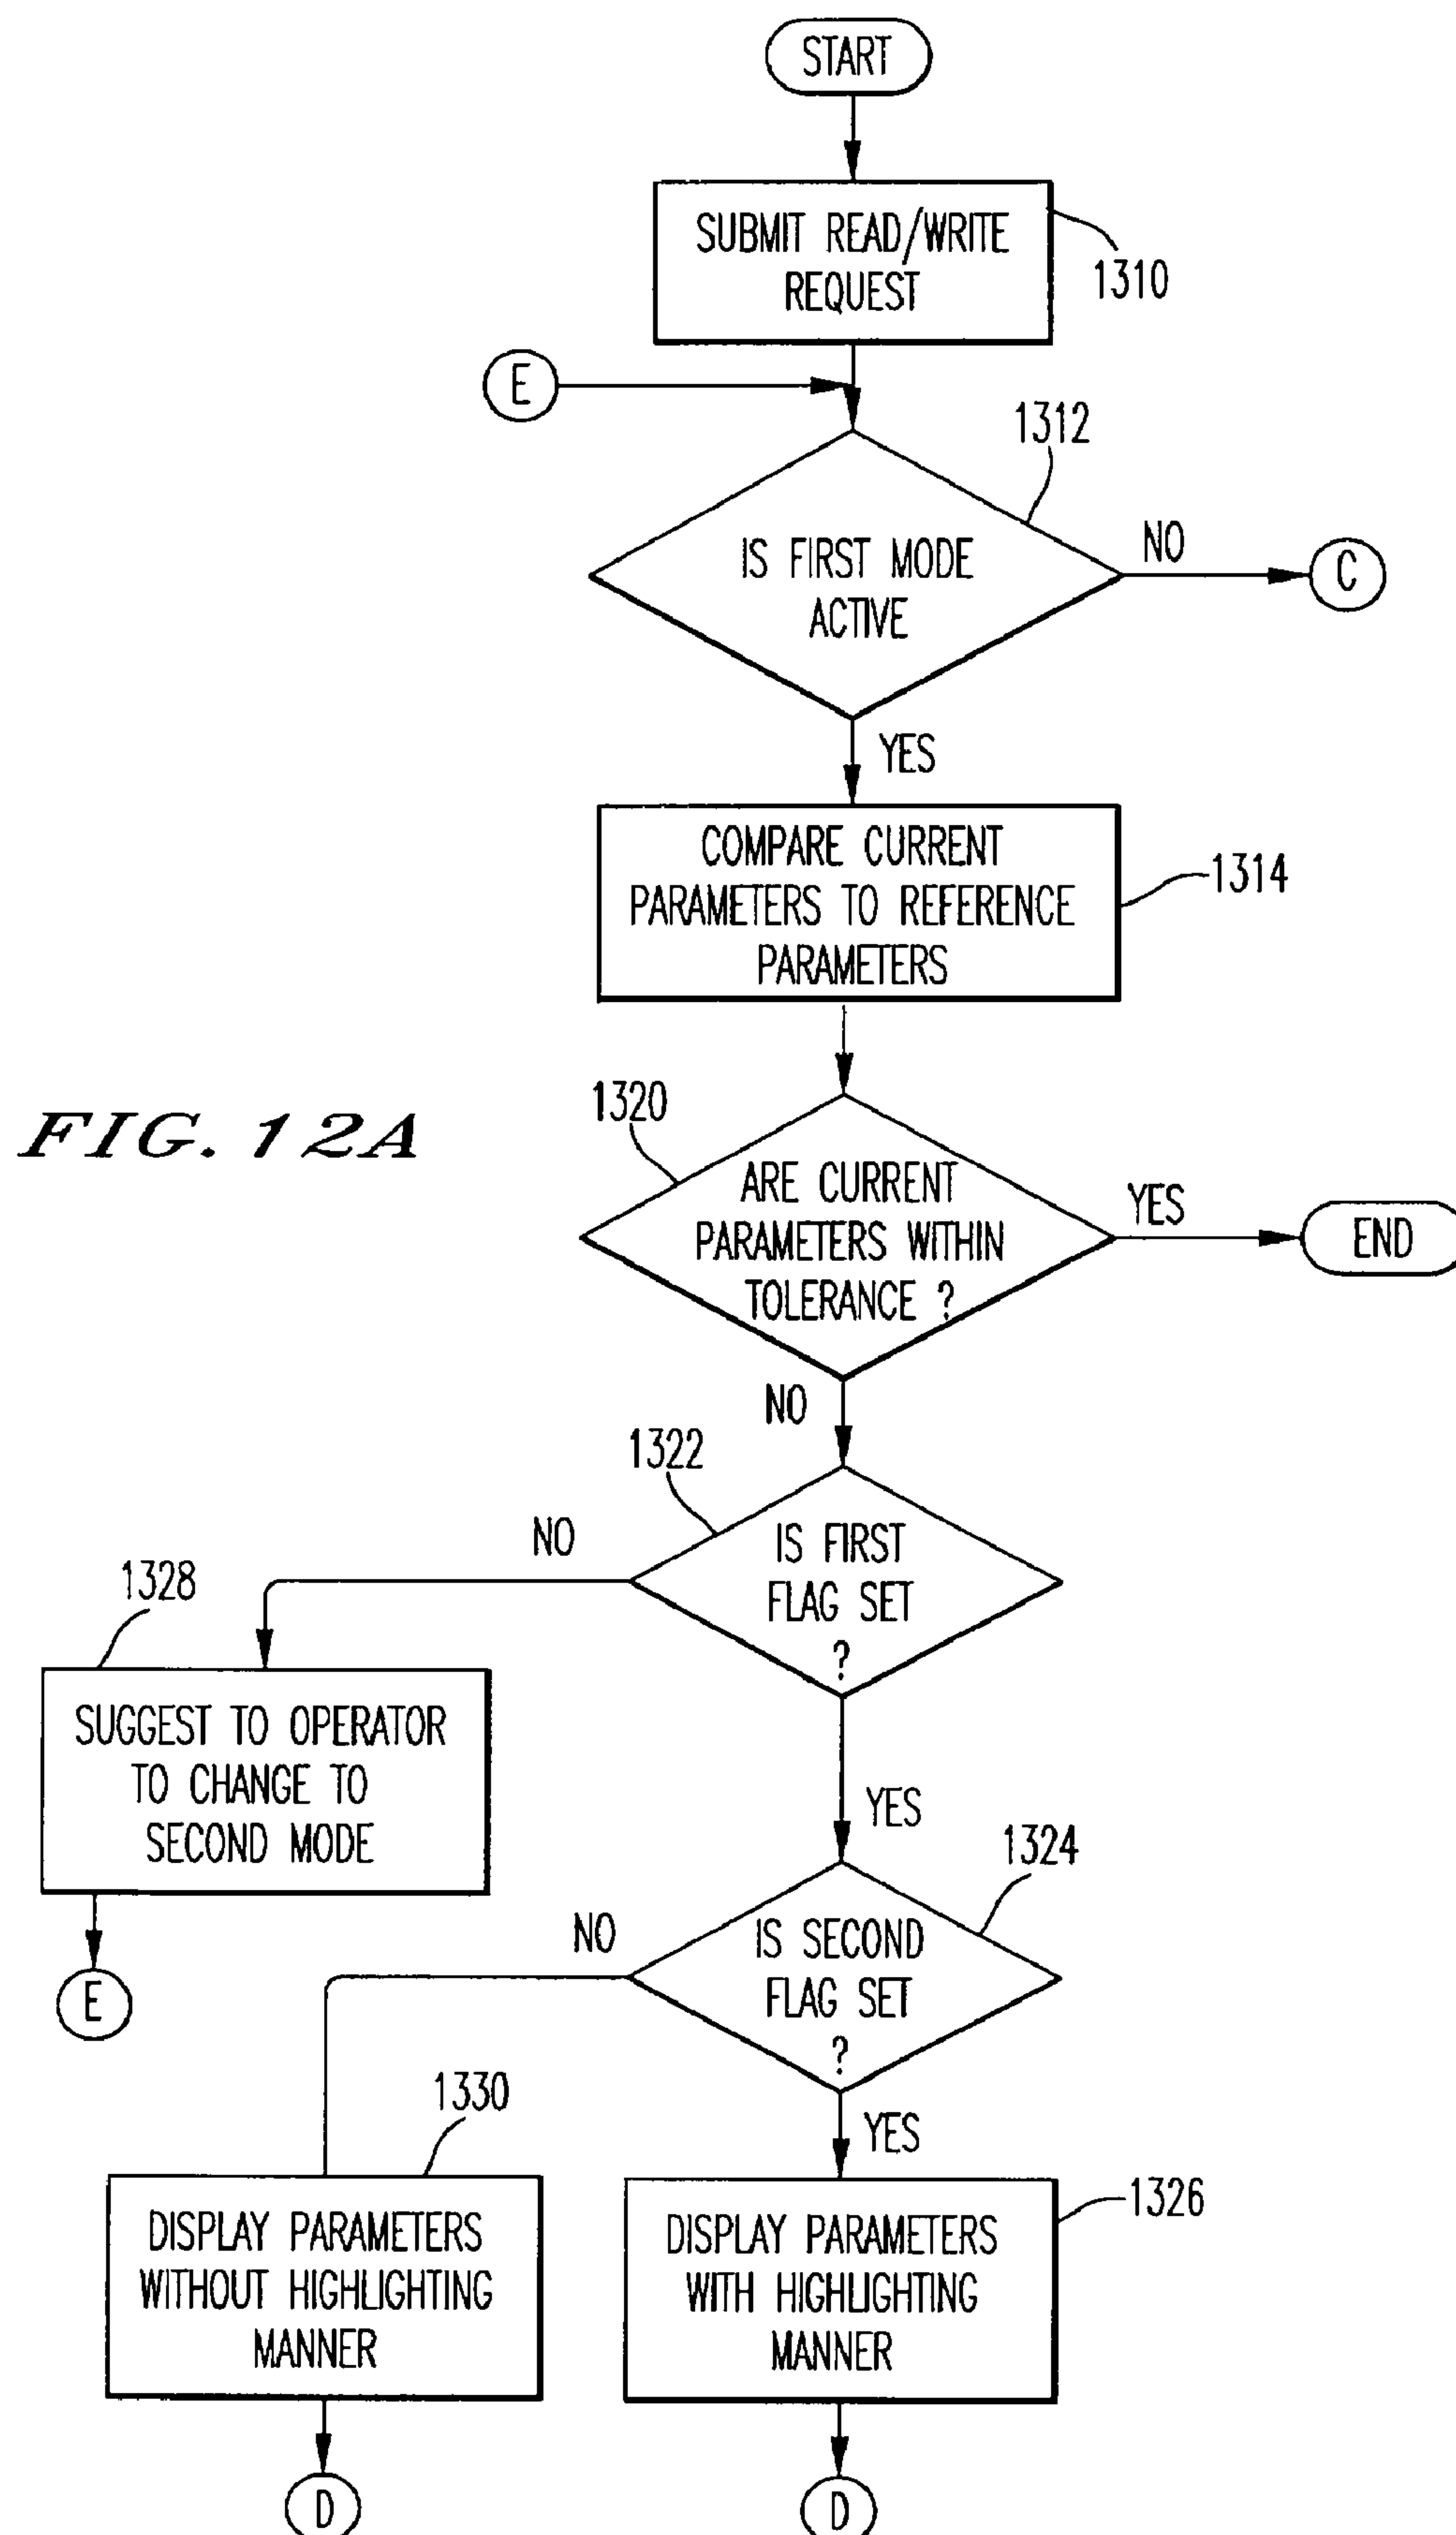 START
SUBMIT READ/WRITE
REQUEST
1310
E
1312
IS FIRST MODE
ACTIVE
NO
C
YES
COMPARE CURRENT
PARAMETERS TO REFERENCE
PARAMETERS
1314
FIG. 12A
1320
ARE CURRENT
PARAMETERS WITHIN
TOLERANCE ?
YES
END
NO
1322
IS FIRST
FLAG SET
?
NO
1328
SUGGEST TO OPERATOR
TO CHANGE TO
SECOND MODE
E
YES
1324
IS SECOND
FLAG SET
?
NO
1330
DISPLAY PARAMETERS
WITHOUT HIGHLIGHTING
MANNER
D
YES
1326
DISPLAY PARAMETERS
WITH HIGHLIGHTING
MANNER
D